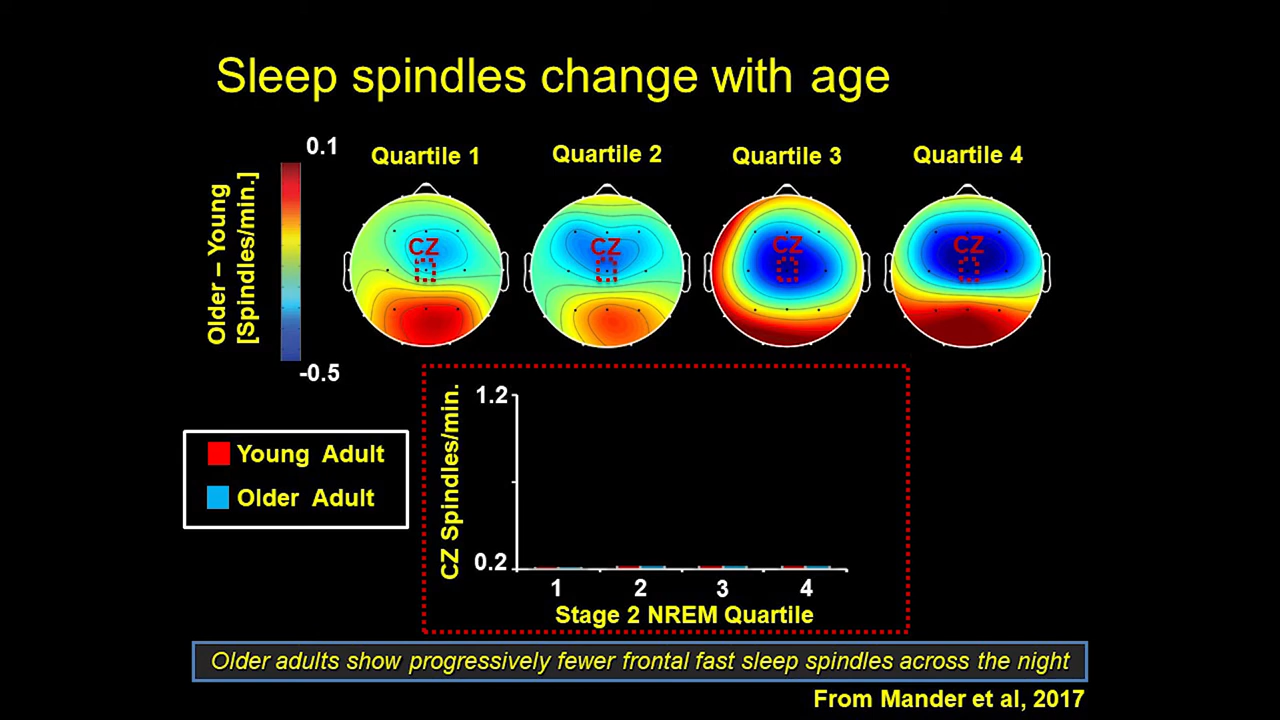 Sleep spindles change with age
0.1
Older – Young
[Spindles/min.]
-0.5
Quartile 1
Quartile 2
Quartile 3
Quartile 4
CZ
CZ
CZ
CZ
Young Adult
Older Adult
CZ Spindles/min.
1.2
0.2
1 2 3 4
Stage 2 NREM Quartile
Older adults show progressively fewer frontal fast sleep spindles across the night
From Mander et al, 2017